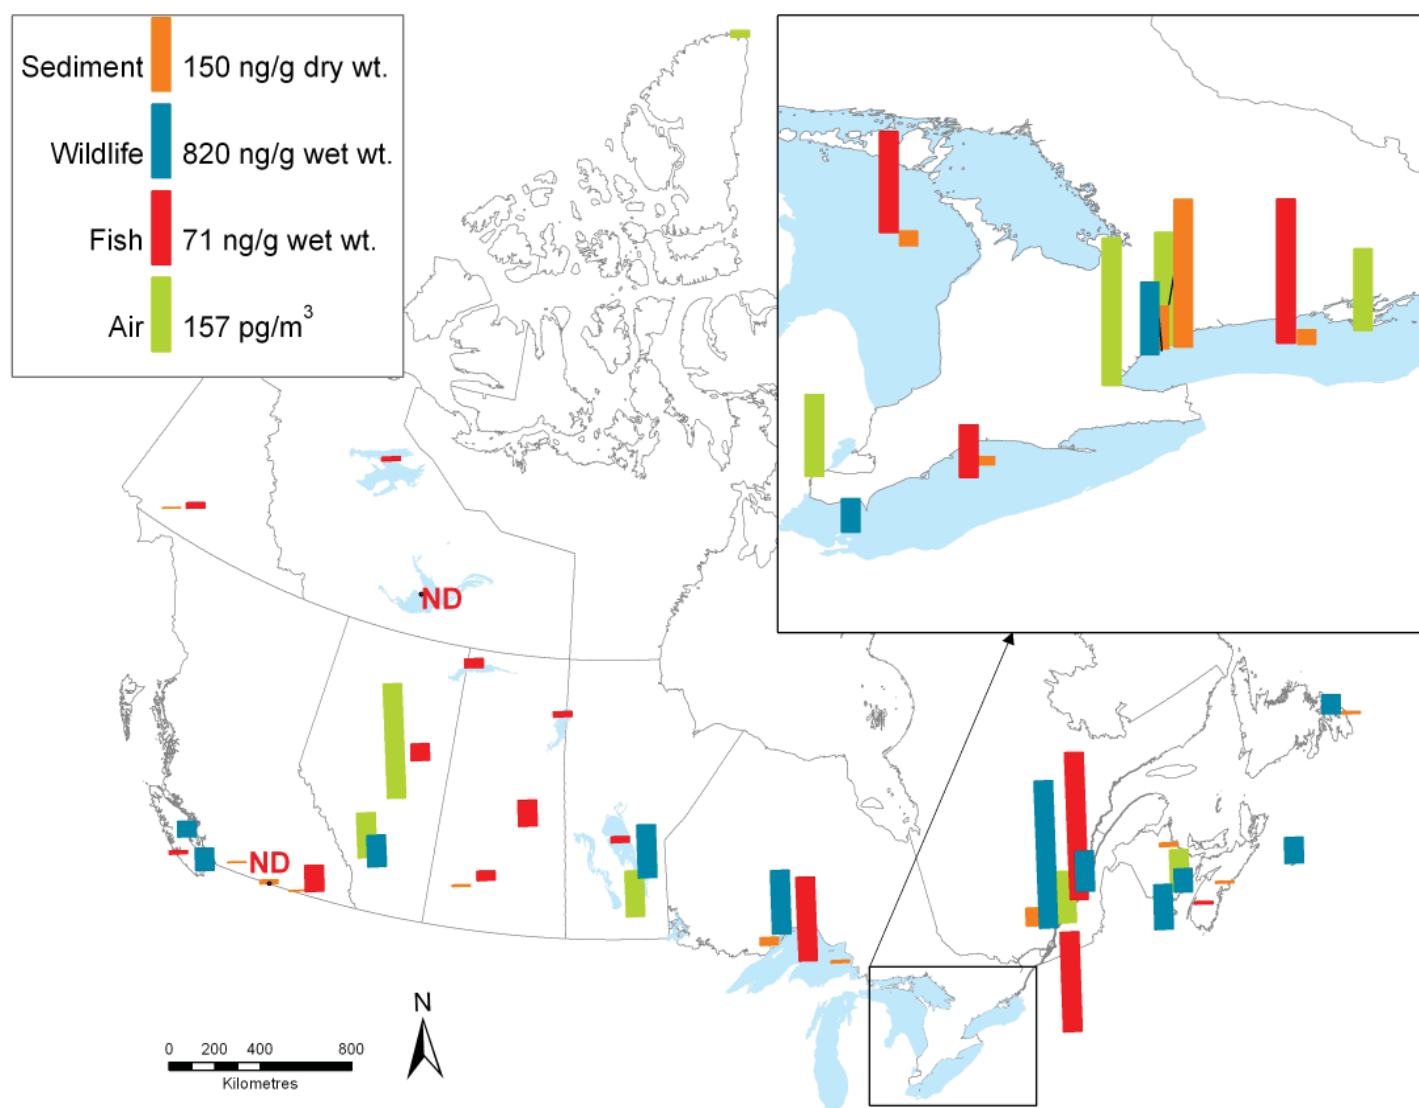 Sediment 150 ng/g dry wt.
Wildlife 820 ng/g wet wt.
Fish 71 ng/g wet wt.
Air 157 pg/m³
ND
ND
N
0 200 400 800
Kilometres